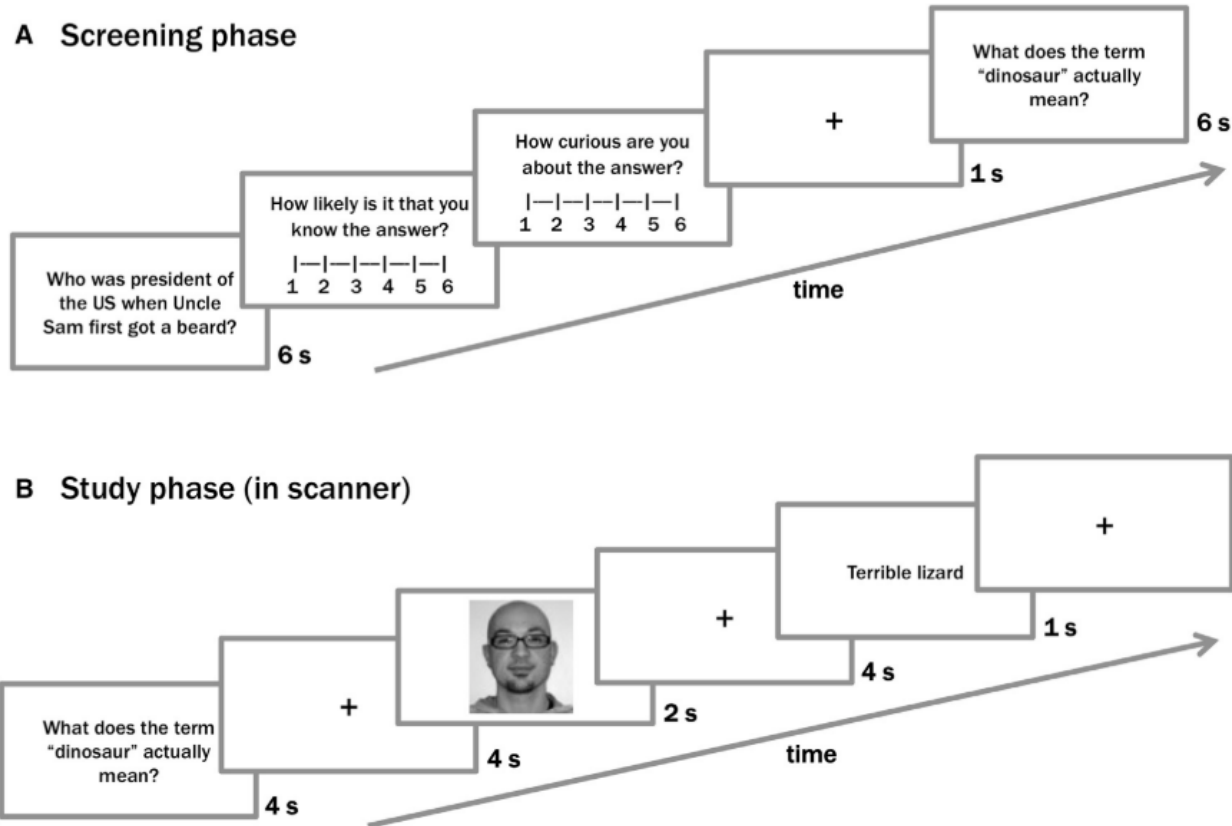 A Screening phase
Who was president of
the US when Uncle
Sam first got a beard?
6 s
How likely is it that you
know the answer?
1 2 3 4 5 6
How curious are you
about the answer?
1 2 3 4 5 6
+
1 s
What does the term
“dinosaur” actually
mean?
6 s
time
B Study phase (in scanner)
What does the term
“dinosaur” actually
mean?
4 s
+
4 s
2 s
+
4 s
Terrible lizard
1 s
+
time